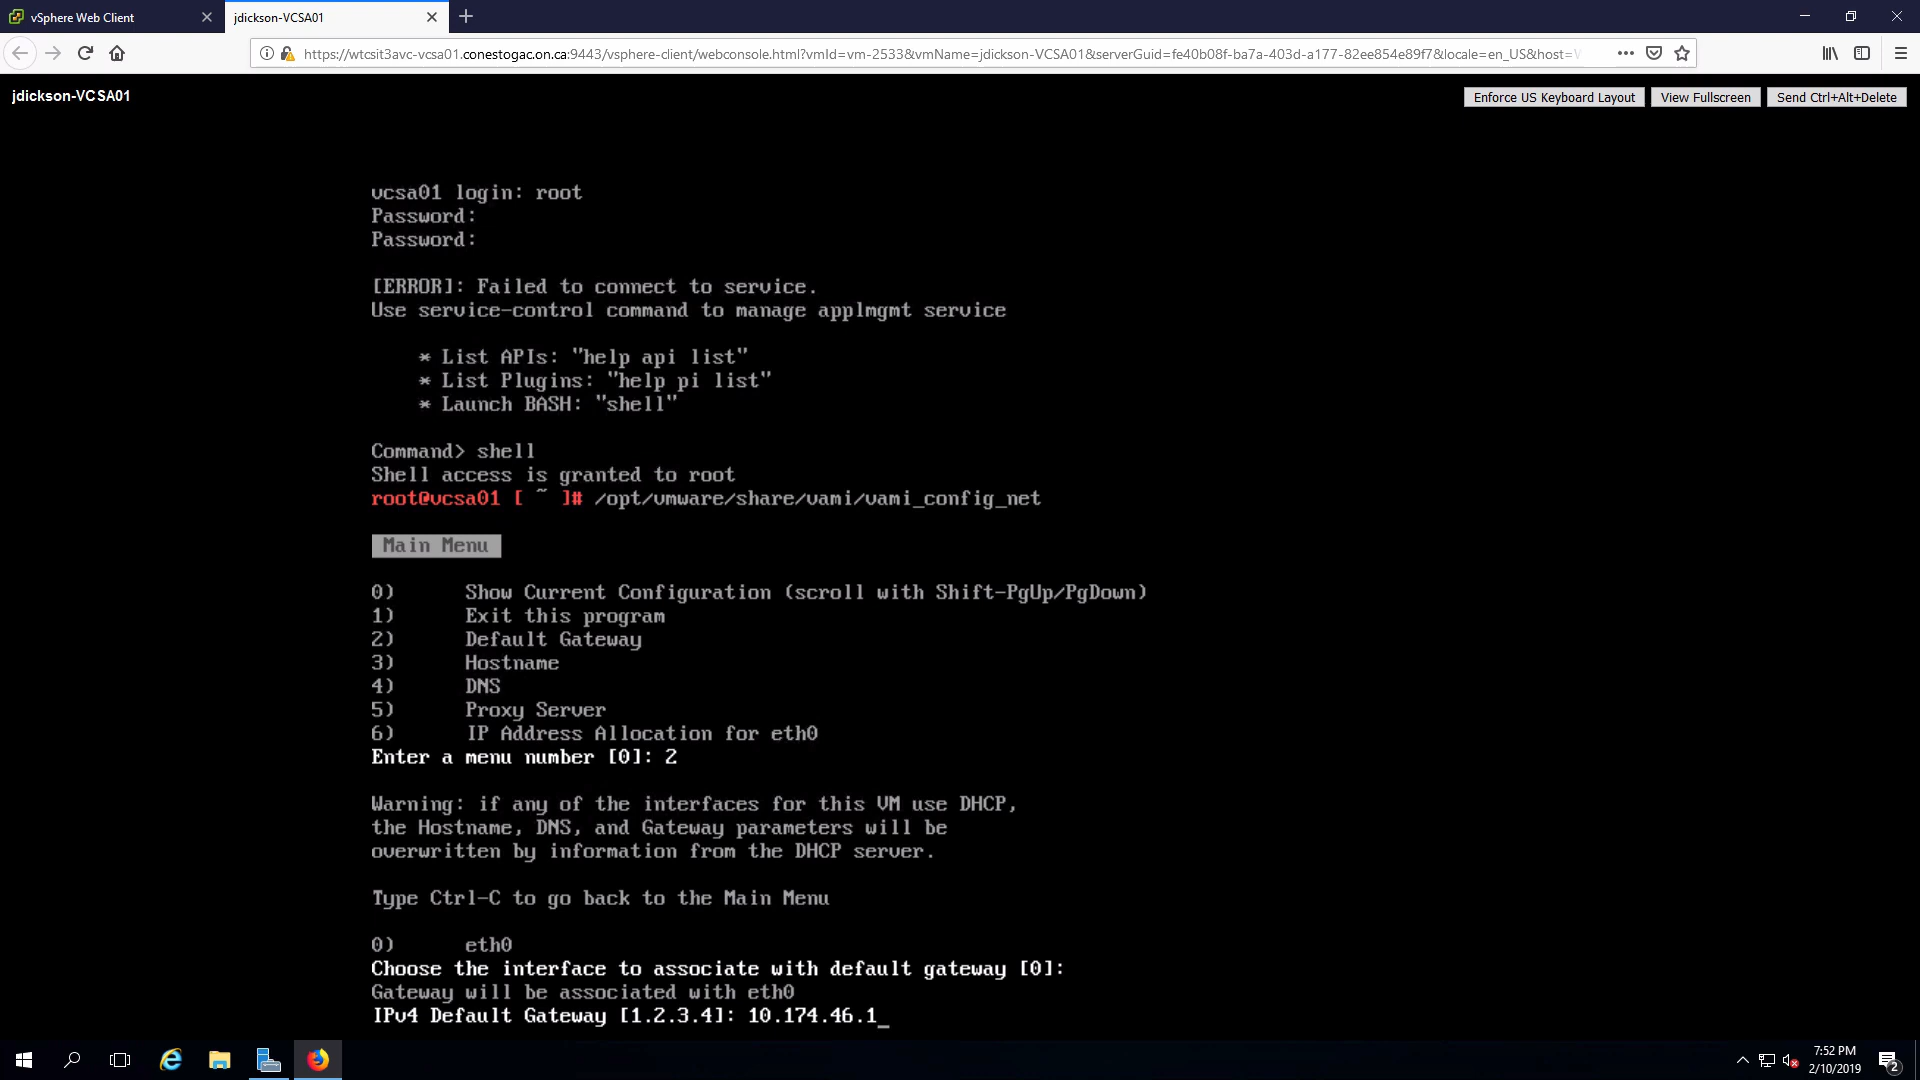 vSphere Web Client
jdickson-VCSA01
https://wtcsit3avc-vcsa01.conestogac.on.ca:9443/vsphere-client/webconsole.html?vmId=vm-2533&vmName=jdickson-VCSA01&serverGuid=fe40b08f-ba7a-403d-a177-82ee854e89f7&locale=en_US&host=
jdickson-VCSA01
Enforce US Keyboard Layout
View Fullscreen
Send Ctrl+Alt+Delete
vcsa01 login: root
Password:
Password:
[ERROR]: Failed to connect to service.
Use service-control command to manage applmgmt service
* List APIs: "help api list"
* List Plugins: "help pi list"
* Launch BASH: "shell"
Command> shell
Shell access is granted to root
root@vcsa01 [ ~ ]# /opt/vmware/share/vami/vami_config_net
Main Menu
0) Show Current Configuration (scroll with Shift-PgUp/PgDown)
1) Exit this program
2) Default Gateway
3) Hostname
4) DNS
5) Proxy Server
6) IP Address Allocation for eth0
Enter a menu number [0]: 2
Warning: if any of the interfaces for this VM use DHCP,
the Hostname, DNS, and Gateway parameters will be
overwritten by information from the DHCP server.
Type Ctrl-C to go back to the Main Menu
0) eth0
Choose the interface to associate with default gateway [0]:
Gateway will be associated with eth0
IPv4 Default Gateway [1.2.3.4]: 10.174.46.1_
7:52 PM
2/10/2019
2